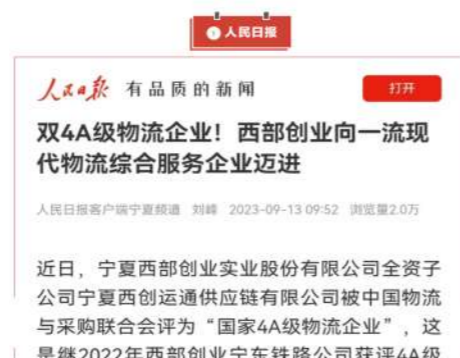 人民日报
人民日报 有品质的新闻
打开
双4A级物流企业！西部创业向一流现
代物流综合服务企业迈进
人民日报客户端宁夏频道 刘峰 2023-09-13 09:52 浏览量2.0万
近日，宁夏西部创业实业股份有限公司全资子
公司宁夏西创运通供应链有限公司被中国物流
与采购联合会评为“国家4A级物流企业”，这
是继2022年西部创业宁东铁路公司获评4A级